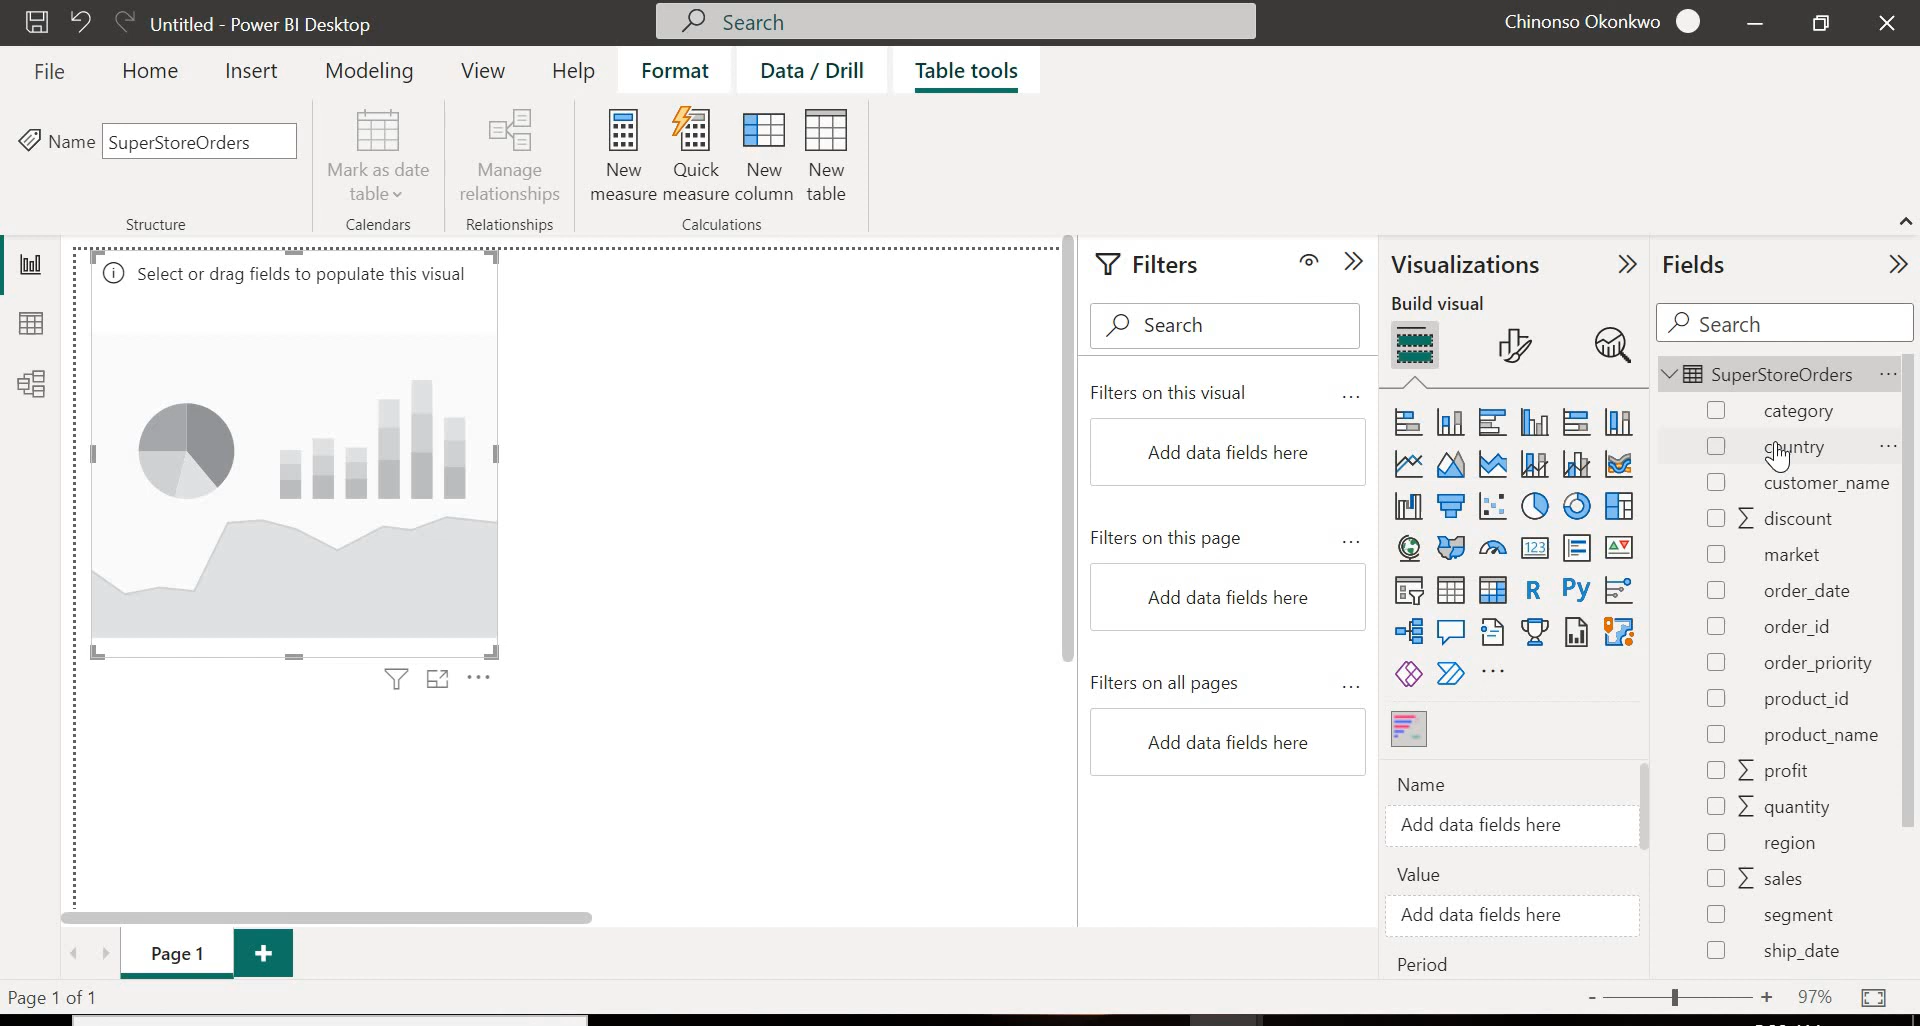 Untitled - Power BI Desktop
Search
Chinonso Okonkwo
File
Home
Insert
Modeling
View
Help
Format
Data / Drill
Table tools
Name
SuperStoreOrders
Mark as date
table
Manage
relationships
New
measure
Quick
measure
New
column
New
table
Structure
Calendars
Relationships
Calculations
Select or drag fields to populate this visual
Filters
Search
Filters on this visual
...
Add data fields here
Filters on this page
...
Add data fields here
Filters on all pages
...
Add data fields here
Visualizations
Build visual
123
R
Py
...
Name
Add data fields here
Value
Add data fields here
Period
Fields
Search
SuperStoreOrders
category
country
customer_name
∑ discount
market
order_date
order_id
order_priority
product_id
product_name
∑ profit
∑ quantity
region
∑ sales
segment
ship_date
Page 1
+
Page 1 of 1
- + 97%